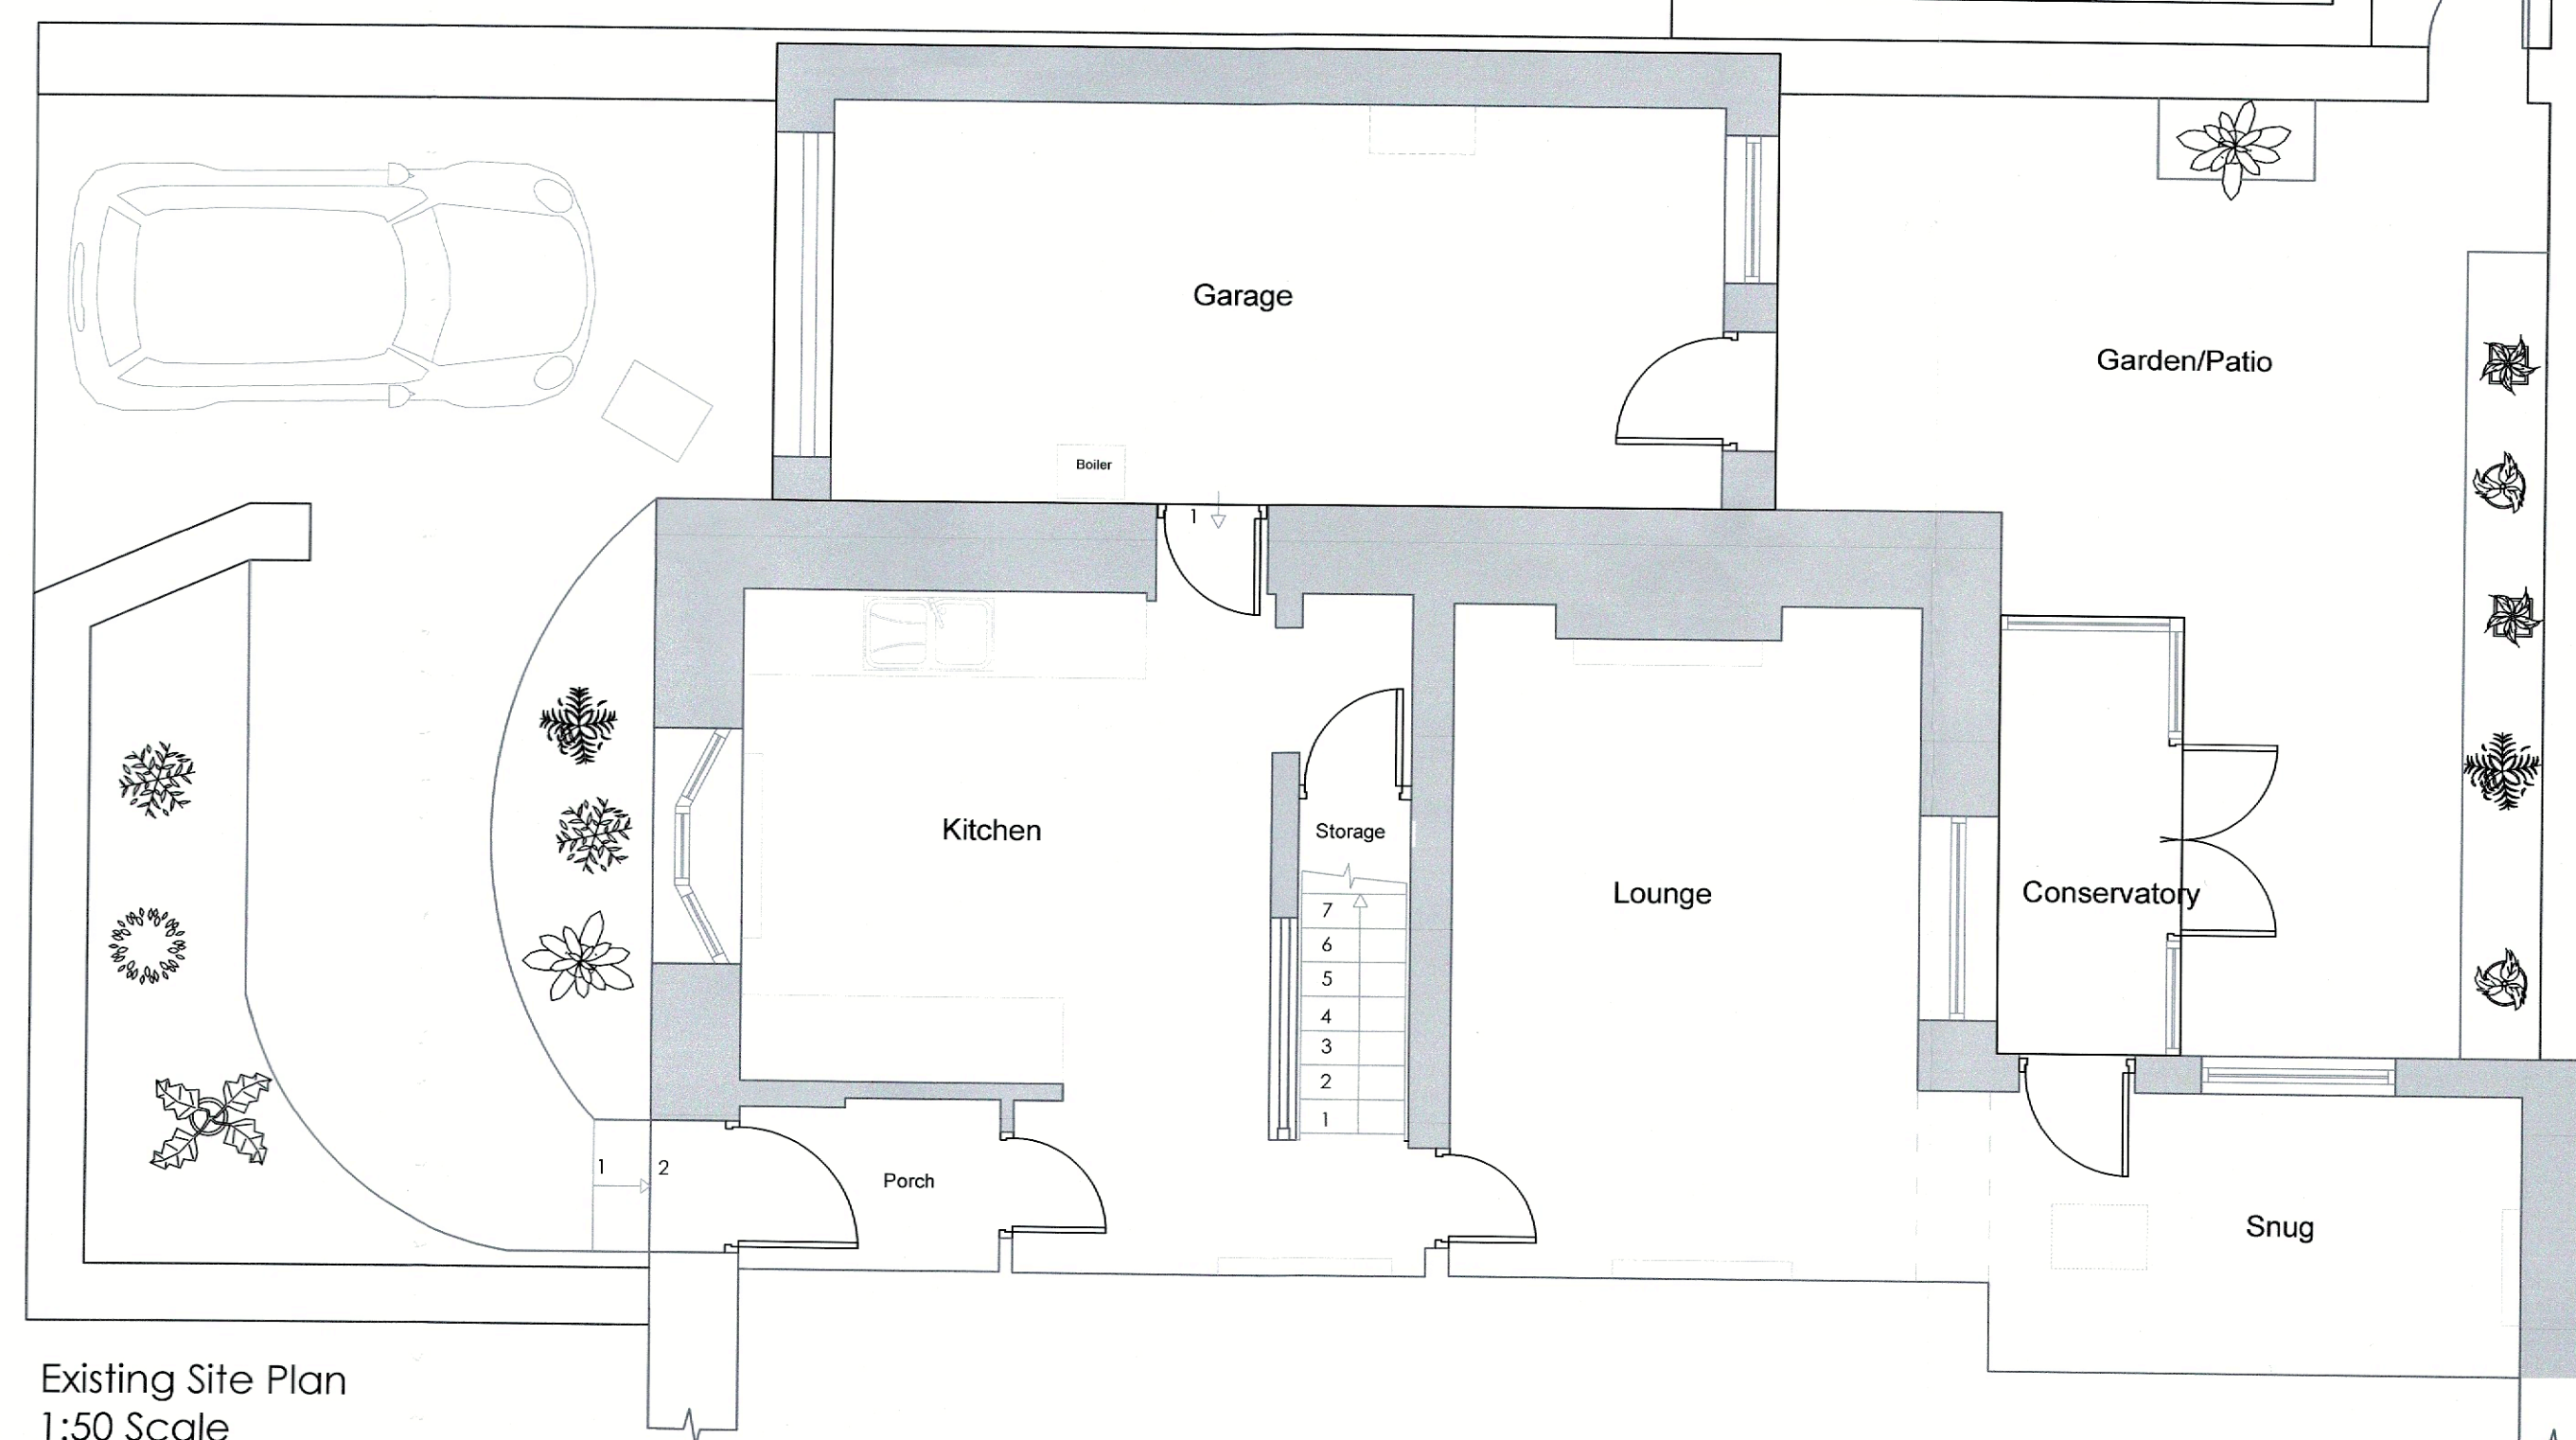 Garage
Garden/Patio
Boiler
1
Kitchen
Storage
Lounge
Conservatory
7
6
5
4
3
2
1
1 2
Porch
Snug
Existing Site Plan
1:50 Scale